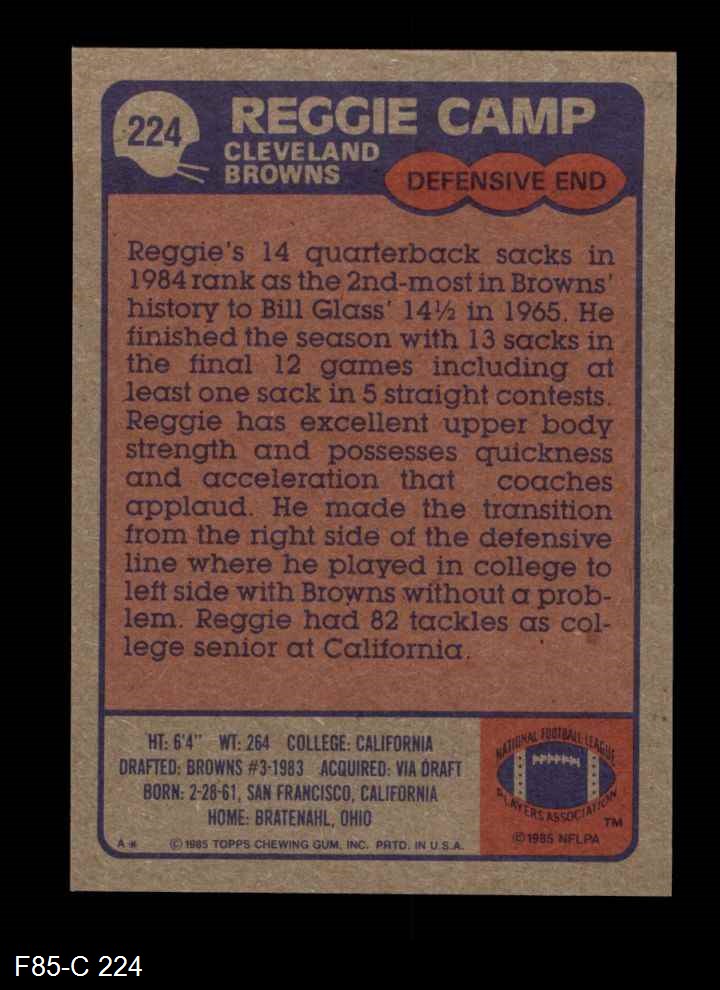 224
REGGIE CAMP
CLEVELAND
BROWNS
DEFENSIVE END
Reggie's 14 quarterback sacks in
1984 rank as the 2nd-most in Browns'
history to Bill Glass' 14½ in 1965. He
finished the season with 13 sacks in
the final 12 games including at
least one sack in 5 straight contests.
Reggie has excellent upper body
strength and possesses quickness
and acceleration that coaches
applaud. He made the transition
from the right side of the defensive
line where he played in college to
left side with Browns without a prob-
lem. Reggie had 82 tackles as col-
lege senior at California.
HT: 6'4" WT: 264 COLLEGE: CALIFORNIA
DRAFTED: BROWNS #3-1983 ACQUIRED: VIA DRAFT
BORN: 2-28-61, SAN FRANCISCO, CALIFORNIA
HOME: BRATENAHL, OHIO
A* © 1985 TOPPS CHEWING GUM, INC. PRTD. IN U.S.A.
NATIONAL FOOTBALL LEAGUE
PLAYERS ASSOCIATION
TM
© 1985 NFLPA
F85-C 224